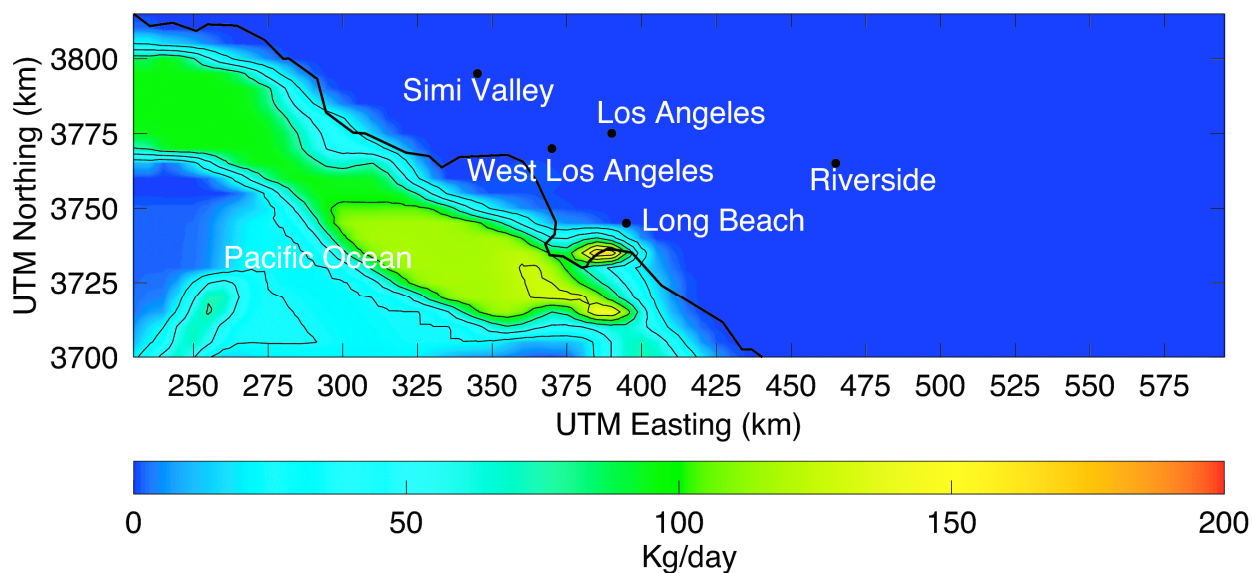 3800
3775
3750
3725
3700
UTM Northing (km)
Simi Valley
Los Angeles
West Los Angeles
Riverside
Long Beach
Pacific Ocean
250 275 300 325 350 375 400 425 450 475 500 525 550 575
UTM Easting (km)
0 50 100 150 200
Kg/day